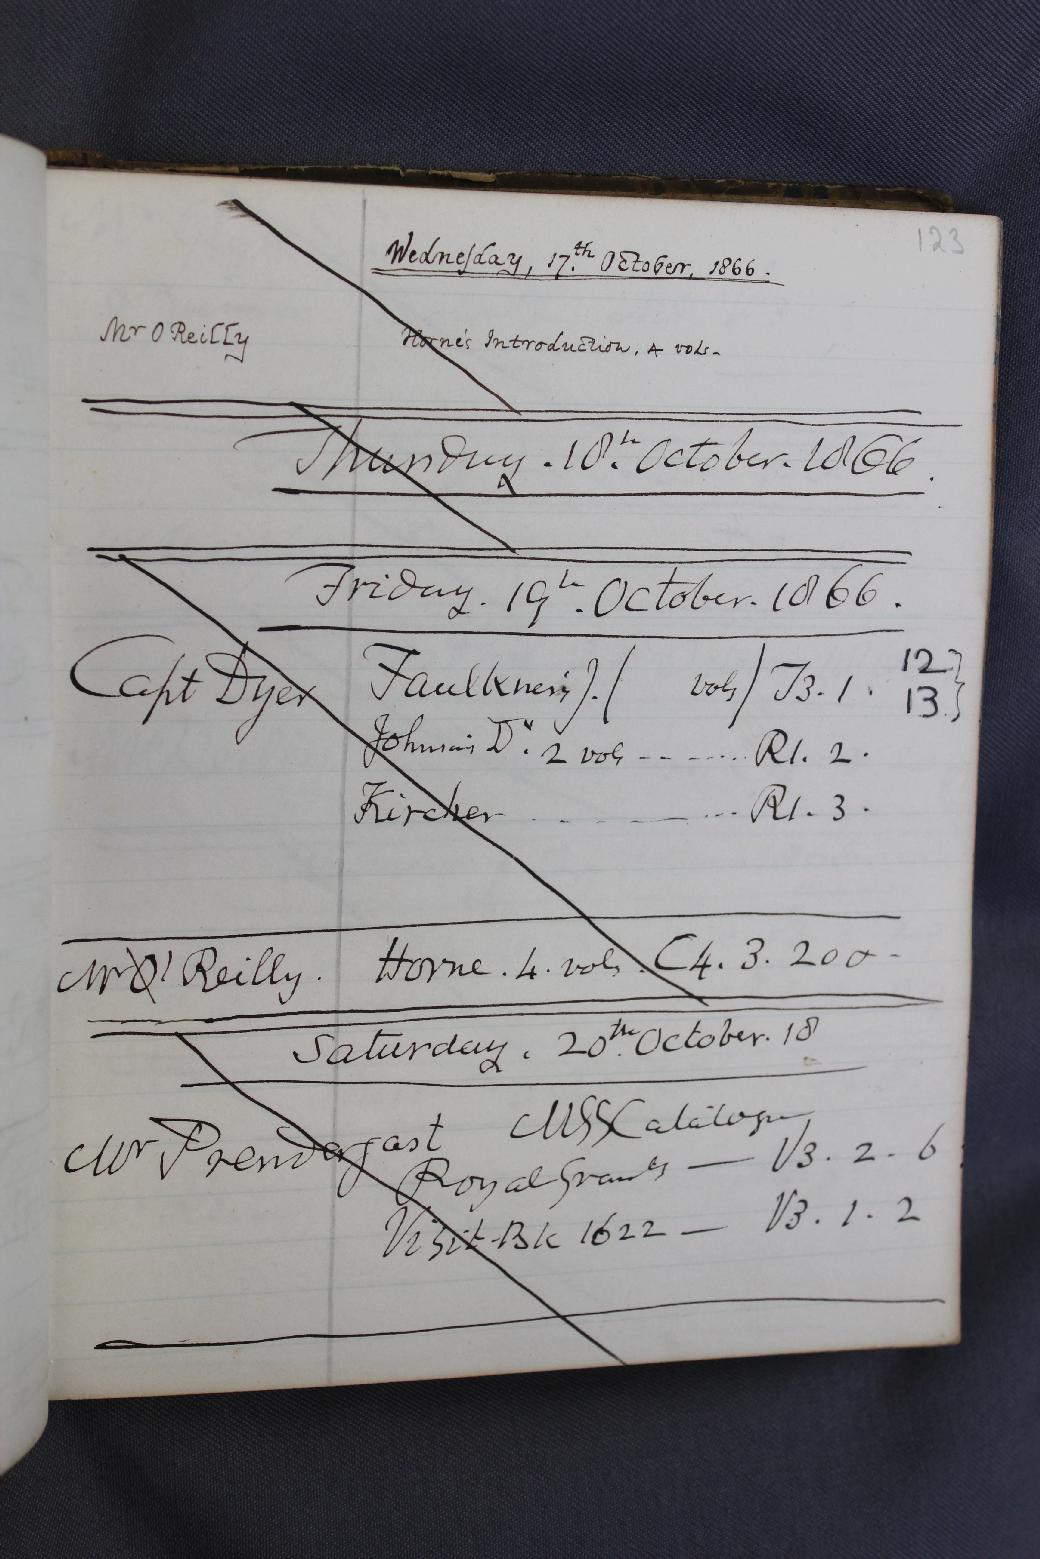 123
Wednesday, 17.th October, 1866.
Mr O Reilly Horne's Introduction, 4 vols.
Thursday. 18th. October. 1866.
Friday. 19th. October. 1866.
Capt Dyer Faulkner's J. ( vols) T3. 1. 12
13
Johnson's Dy. 2 vols ------- R1. 2.
Kircher ------- R1. 3.
Mr O'Reilly. Horne. 4. vols. C4. 3. 200-
Saturday. 20th. October. 18
Mr Prendergast MSS Catalogue
Royal Grants — V3. 2. 6
Visit. Bk 1622 — V3. 1. 2